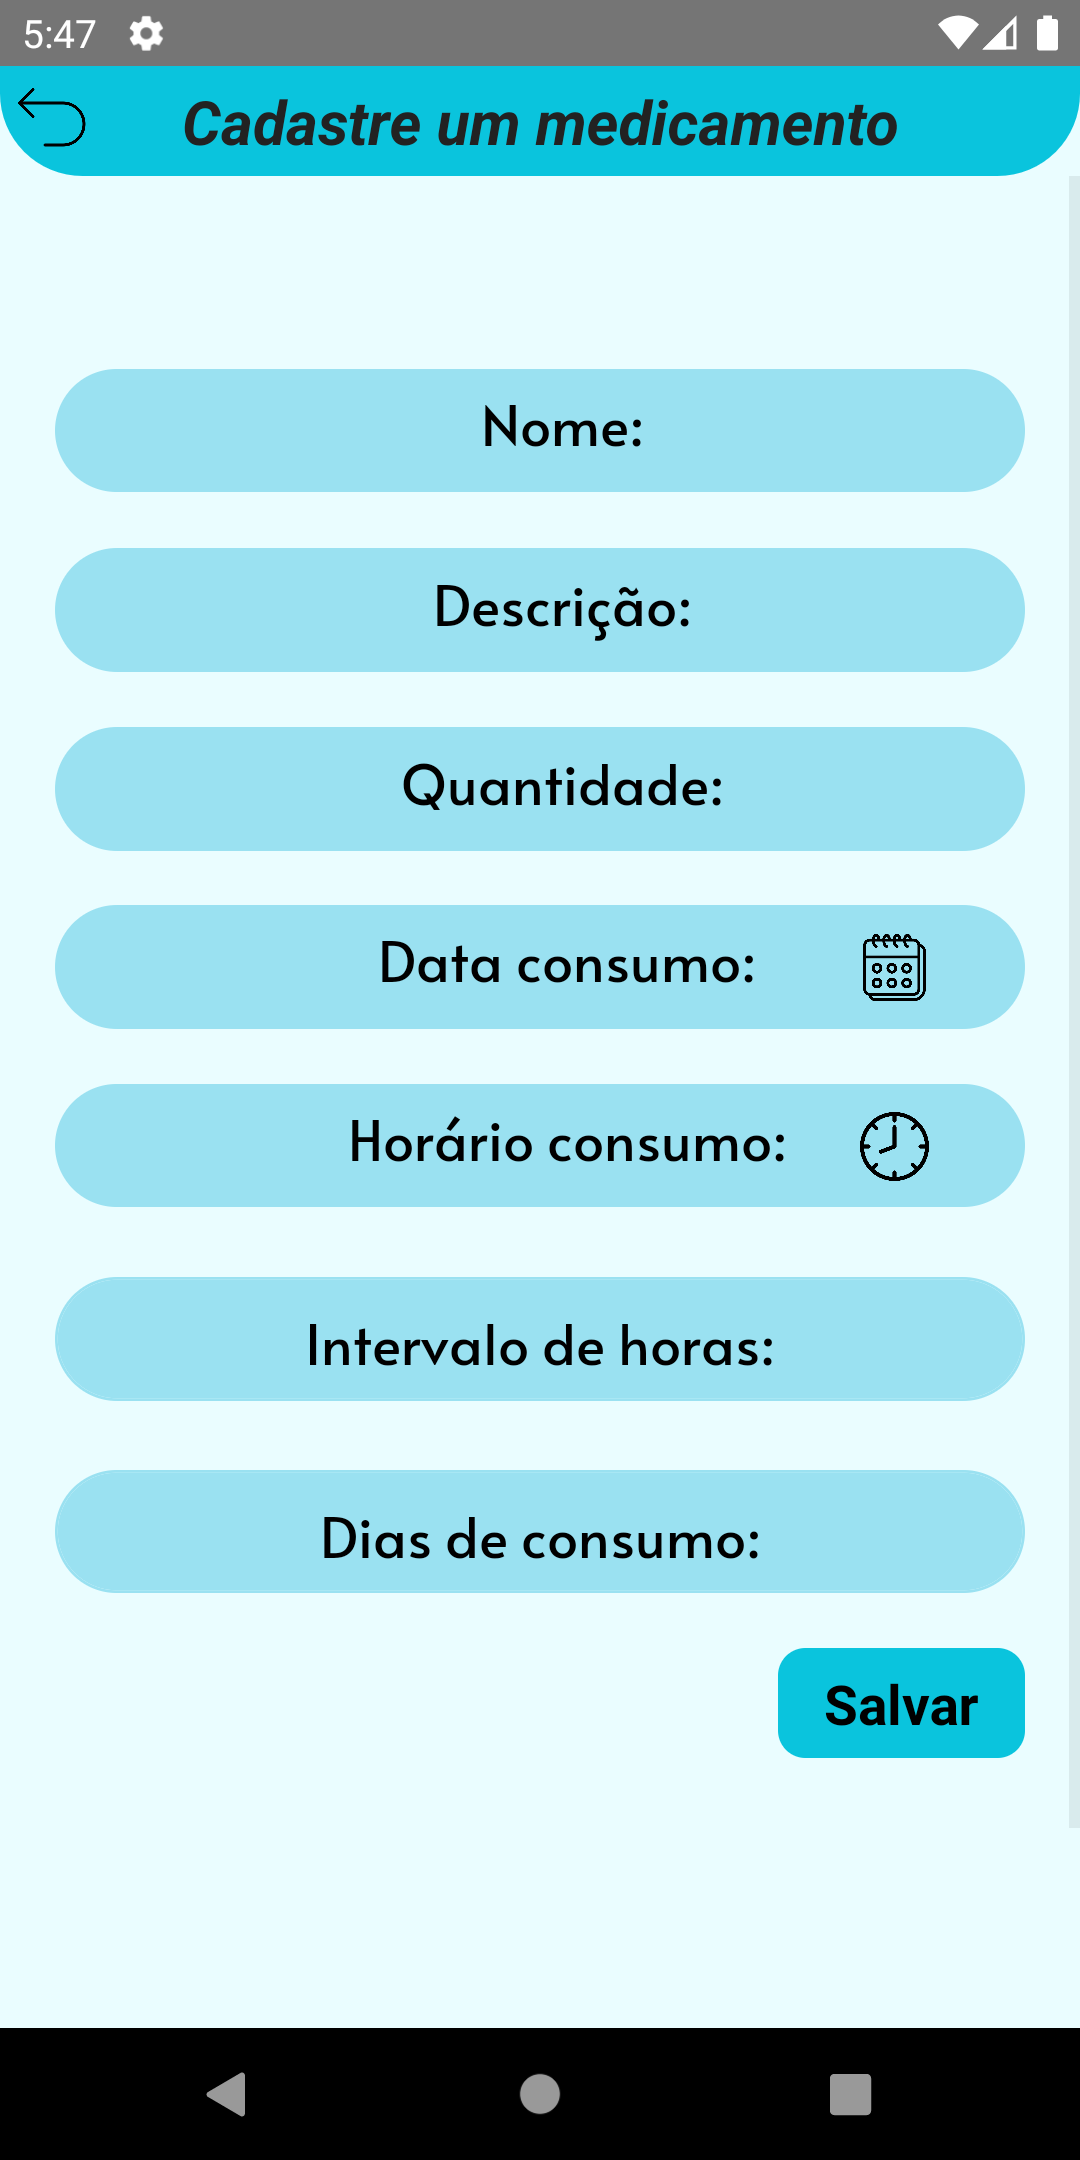 5:47
Cadastre um medicamento
Nome:
Descrição:
Quantidade:
Data consumo:
Horário consumo:
Intervalo de horas:
Dias de consumo:
Salvar